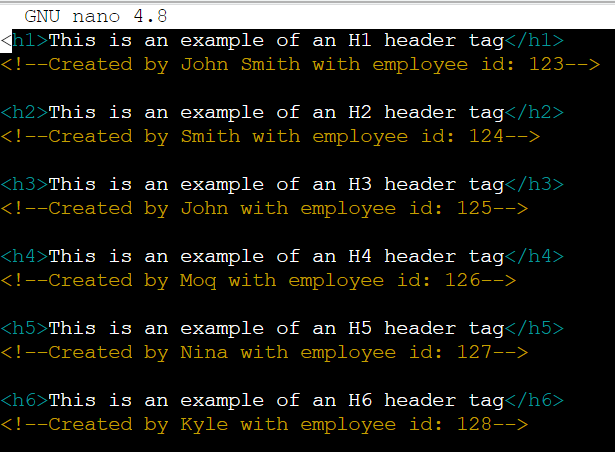 GNU nano 4.8
<h1>This is an example of an H1 header tag</h1>
<!--Created by John Smith with employee id: 123-->
<h2>This is an example of an H2 header tag</h2>
<!--Created by Smith with employee id: 124-->
<h3>This is an example of an H3 header tag</h3>
<!--Created by John with employee id: 125-->
<h4>This is an example of an H4 header tag</h4>
<!--Created by Moq with employee id: 126-->
<h5>This is an example of an H5 header tag</h5>
<!--Created by Nina with employee id: 127-->
<h6>This is an example of an H6 header tag</h6>
<!--Created by Kyle with employee id: 128-->